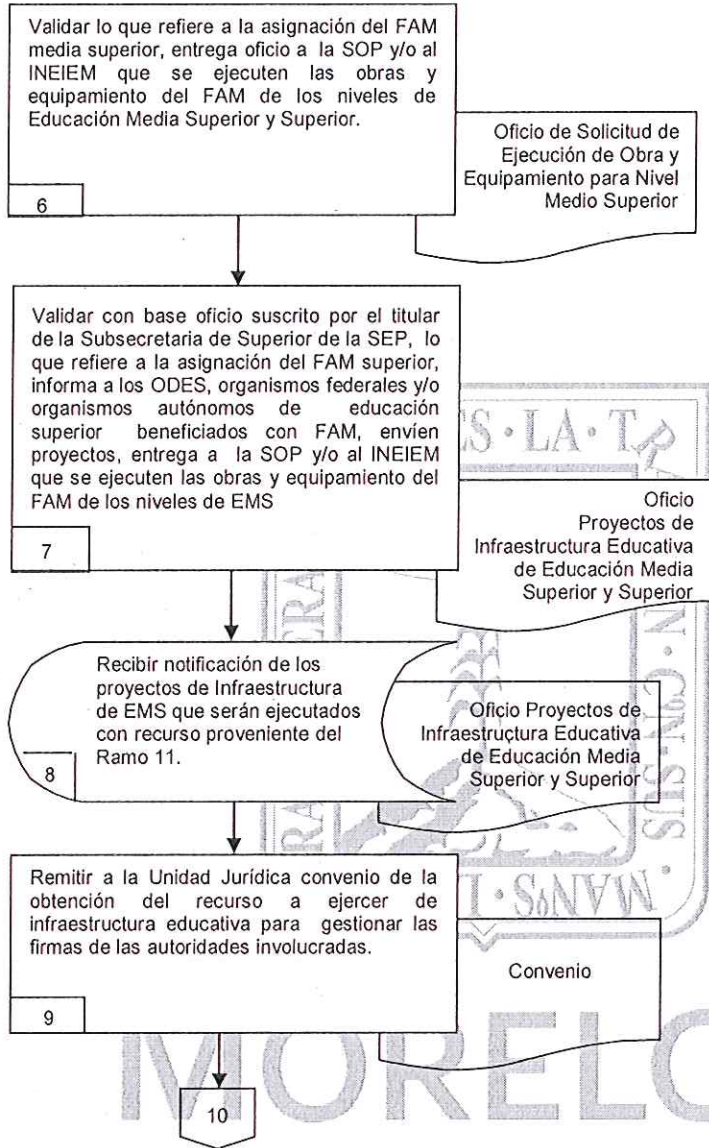 Validar lo que refiere a la asignación del FAM
media superior, entrega oficio a la SOP y/o al
INEIEM que se ejecuten las obras y
equipamiento del FAM de los niveles de
Educación Media Superior y Superior.
6
Oficio de Solicitud de
Ejecución de Obra y
Equipamiento para Nivel
Medio Superior
Validar con base oficio suscrito por el titular
de la Subsecretaria de Superior de la SEP, lo
que refiere a la asignación del FAM superior,
informa a los ODES, organismos federales y/o
organismos autónomos de educación
superior beneficiados con FAM, envíen
proyectos, entrega a la SOP y/o al INEIEM
que se ejecuten las obras y equipamiento del
FAM de los niveles de EMS
7
Oficio
Proyectos de
Infraestructura Educativa
de Educación Media
Superior y Superior
Recibir notificación de los
proyectos de Infraestructura
de EMS que serán ejecutados
con recurso proveniente del
Ramo 11.
8
Oficio Proyectos de
Infraestructura Educativa
de Educación Media
Superior y Superior
Remitir a la Unidad Jurídica convenio de la
obtención del recurso a ejercer de
infraestructura educativa para gestionar las
firmas de las autoridades involucradas.
9
Convenio
10
LA
SUS
MANOS